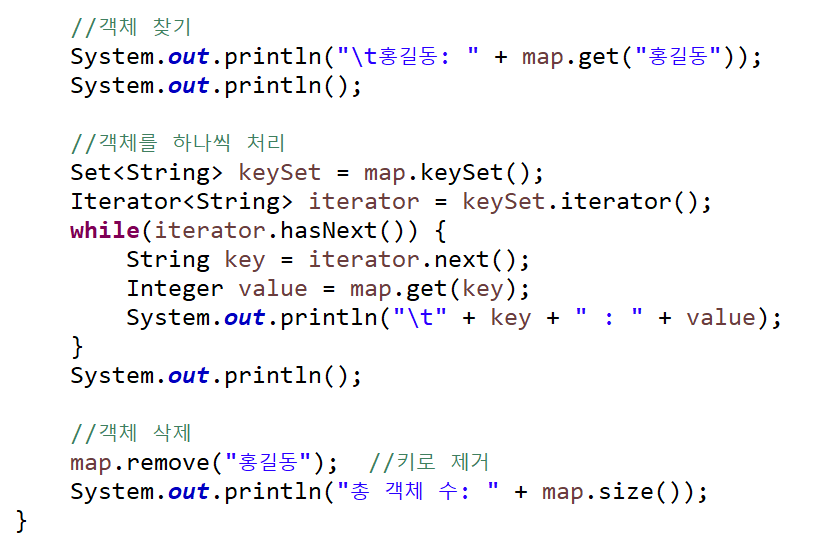 //객체 찾기
System.out.println("\t홍길동: " + map.get("홍길동"));
System.out.println();
//객체를 하나씩 처리
Set<String> keySet = map.keySet();
Iterator<String> iterator = keySet.iterator();
while(iterator.hasNext()) {
String key = iterator.next();
Integer value = map.get(key);
System.out.println("\t" + key + " : " + value);
}
System.out.println();
//객체 삭제
map.remove("홍길동");  //키로 제거
System.out.println("총 객체 수: " + map.size());
}